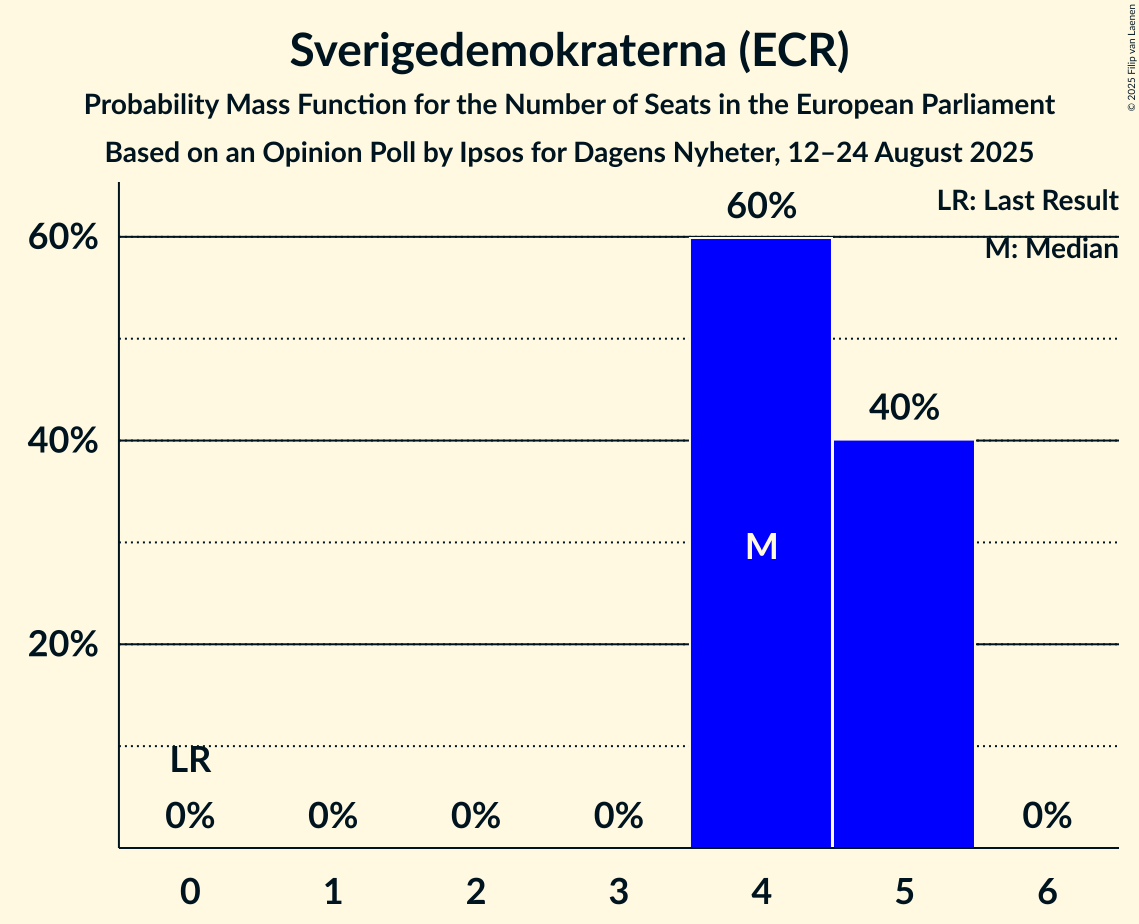 Sverigedemokraterna (ECR)
Probability Mass Function for the Number of Seats in the European Parliament
Based on an Opinion Poll by Ipsos for Dagens Nyheter, 12–24 August 2025
© 2025 Filip van Laenen
LR: Last Result
M: Median
60%
40%
20%
60%
40%
M
LR
0%
0%
0%
0%
0%
0
1
2
3
4
5
6